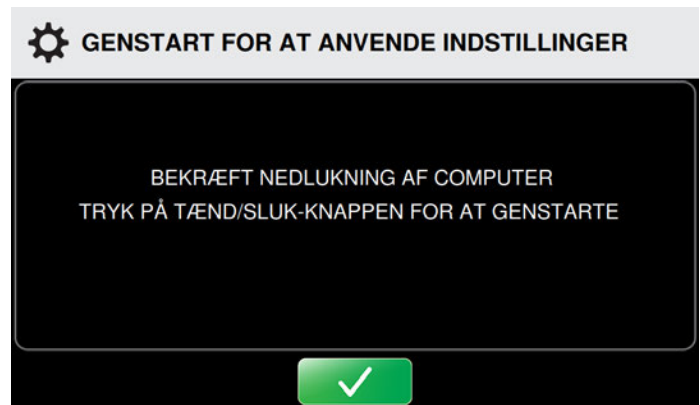 GENSTART FOR AT ANVENDE INDSTILLINGER
BEKRÆFT NEDLUKNING AF COMPUTER
TRYK PÅ TÆND/SLUK-KNAPPEN FOR AT GENSTARTE